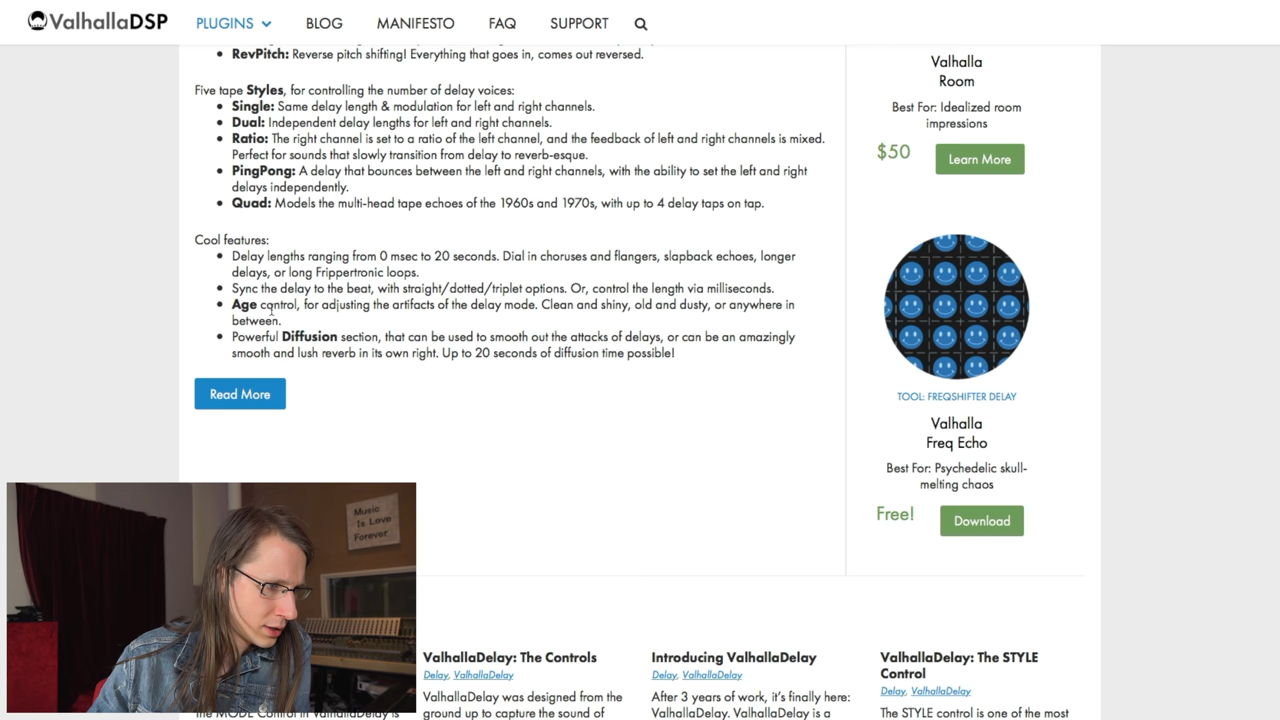 ValhallaDSP
PLUGINS
BLOG
MANIFESTO
FAQ
SUPPORT
RevPitch: Reverse pitch shifting! Everything that goes in, comes out reversed.
Five tape Styles, for controlling the number of delay voices:
Single: Same delay length & modulation for left and right channels.
Dual: Independent delay lengths for left and right channels.
Ratio: The right channel is set to a ratio of the left channel, and the feedback of left and right channels is mixed.
Perfect for sounds that slowly transition from delay to reverb-esque.
PingPong: A delay that bounces between the left and right channels, with the ability to set the left and right
delays independently.
Quad: Models the multi-head tape echoes of the 1960s and 1970s, with up to 4 delay taps on tap.
Cool features:
Delay lengths ranging from 0 msec to 20 seconds. Dial in choruses and flangers, slapback echoes, longer
delays, or long Frippertronic loops.
Sync the delay to the beat, with straight/dotted/triplet options. Or, control the length via milliseconds.
Age control, for adjusting the artifacts of the delay mode. Clean and shiny, old and dusty, or anywhere in
between.
Powerful Diffusion section, that can be used to smooth out the attacks of delays, or can be an amazingly
smooth and lush reverb in its own right. Up to 20 seconds of diffusion time possible!
Read More
Valhalla
Room
Best For: Idealized room
impressions
$50
Learn More
TOOL: FREQSHIFTER DELAY
Valhalla
Freq Echo
Best For: Psychedelic skull-
melting chaos
Free!
Download
Music
Is Love
Forever
The MODE Control in ValhallaDelay is
ValhallaDelay: The Controls
Delay, ValhallaDelay
ValhallaDelay was designed from the
ground up to capture the sound of
Introducing ValhallaDelay
Delay, ValhallaDelay
After 3 years of work, it's finally here:
ValhallaDelay. ValhallaDelay is a
ValhallaDelay: The STYLE
Control
Delay, ValhallaDelay
The STYLE control is one of the most